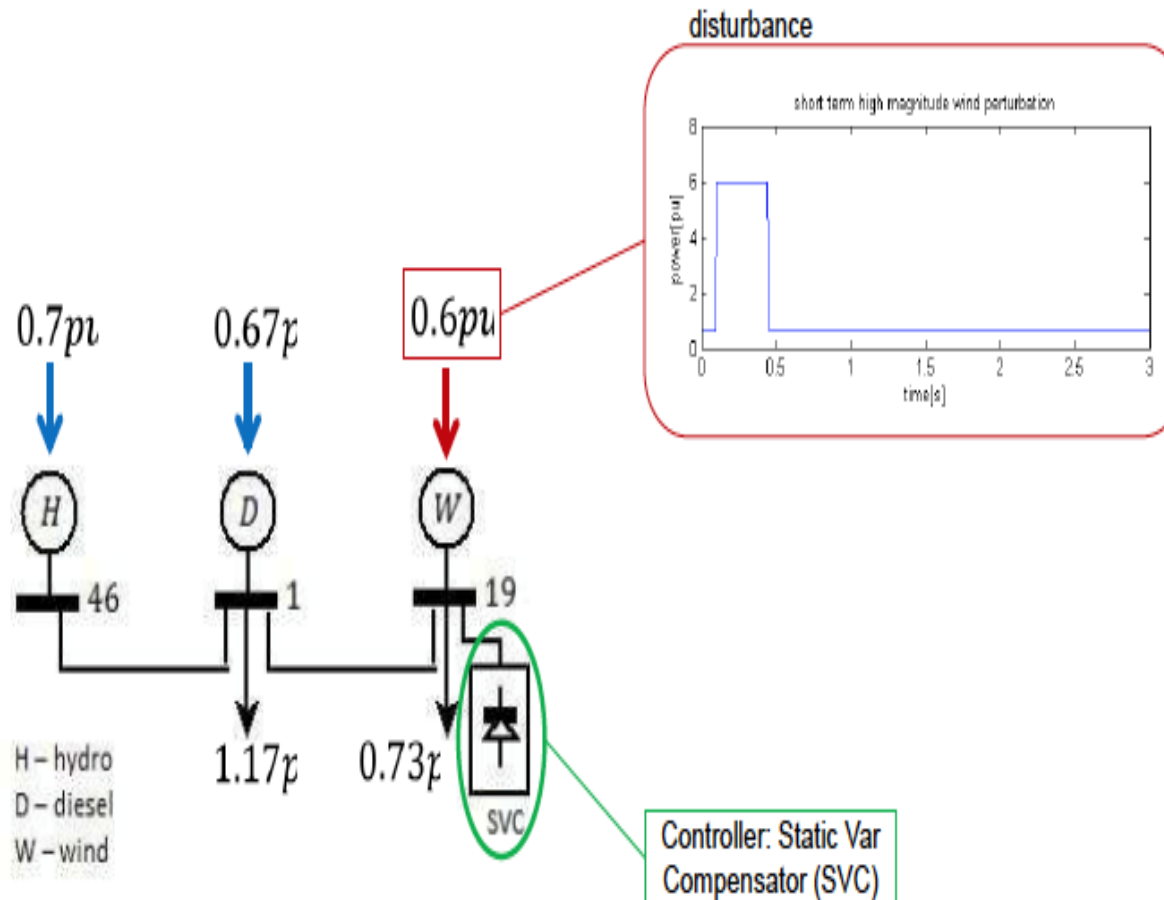 disturbance
short term high magnitude wind perturbation
power[pu]
8
6
4
2
0
0 0.5 1 1.5 2 2.5 3
time[s]
0.7pu
0.67p
0.6pu
H
D
W
46
1
19
1.17p
0.73p
SVC
H – hydro
D – diesel
W – wind
Controller: Static Var
Compensator (SVC)